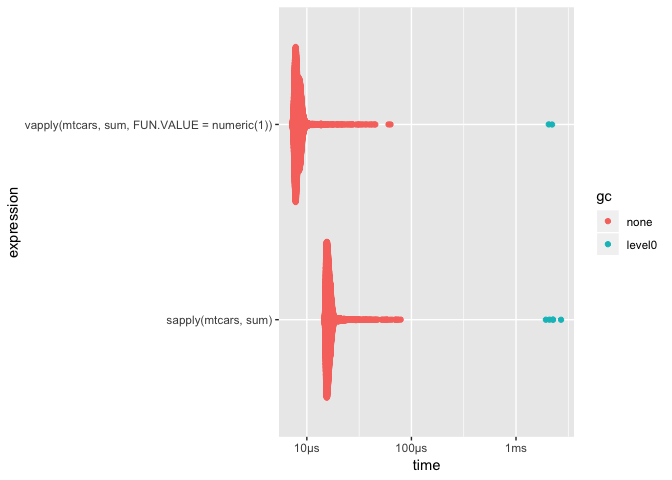 vapply(mtcars, sum, FUN.VALUE = numeric(1))
sapply(mtcars, sum)
expression
10µs
100µs
1ms
time
gc
none
level0